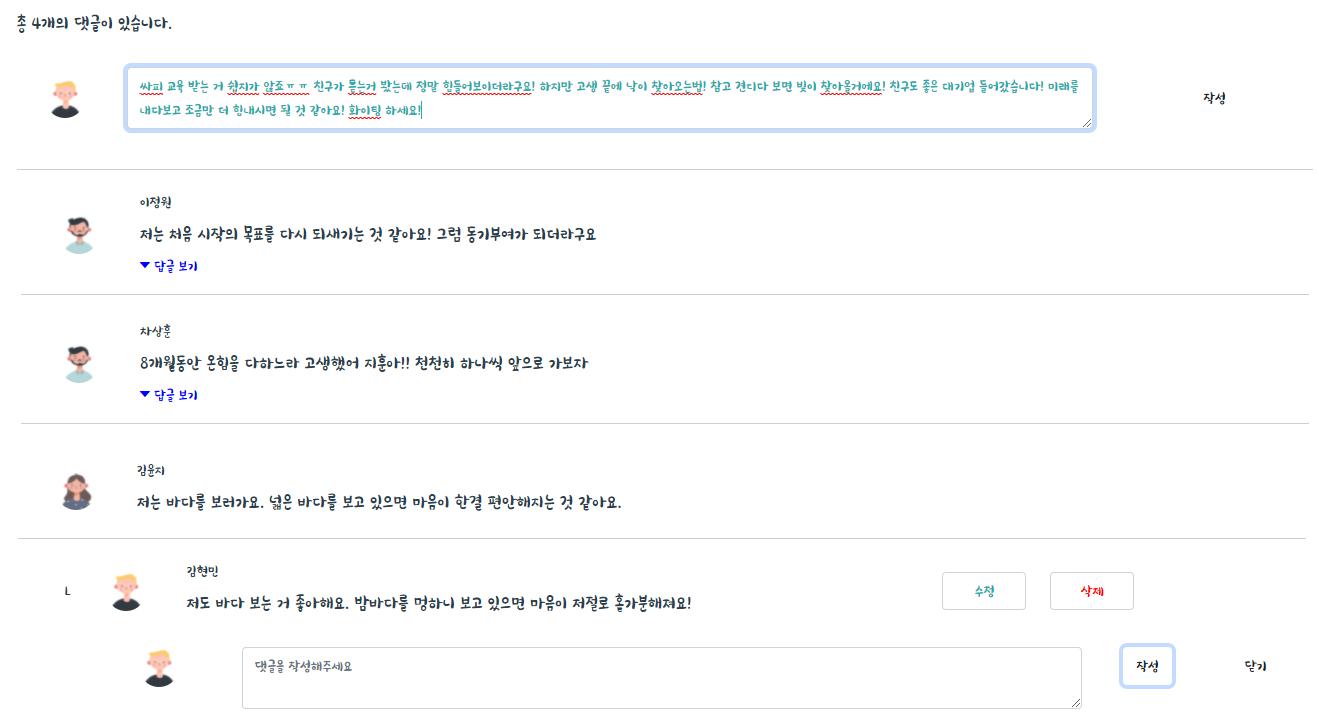 총 4개의 댓글이 있습니다.
싸피 교육 받는 거 쉽지가 않죠ㅠㅠ 친구가 듣는거 봤는데 정말 힘들어보이더라구요! 하지만 고생 끝에 낙이 찾아오는법! 참고 견디다 보면 빛이 찾아올거에요! 친구도 좋은 대기업 들어갔습니다! 미래를
내다보고 조금만 더 힘내시면 될 것 같아요! 화이팅 하세요!
작성
이정원
저는 처음 시작의 목표를 다시 되새기는 것 같아요! 그럼 동기부여가 되더라구요
답글 보기
차상훈
8개월동안 온힘을 다하느라 고생했어 지훈아!! 천천히 하나씩 앞으로 가보자
답글 보기
김윤지
저는 바다를 보러가요. 넓은 바다를 보고 있으면 마음이 한결 편안해지는 것 같아요.
L
김현민
저도 바다 보는 거 좋아해요. 밤바다를 멍하니 보고 있으면 마음이 저절로 홀가분해져요!
수정 삭제
댓글을 작성해주세요
작성 닫기